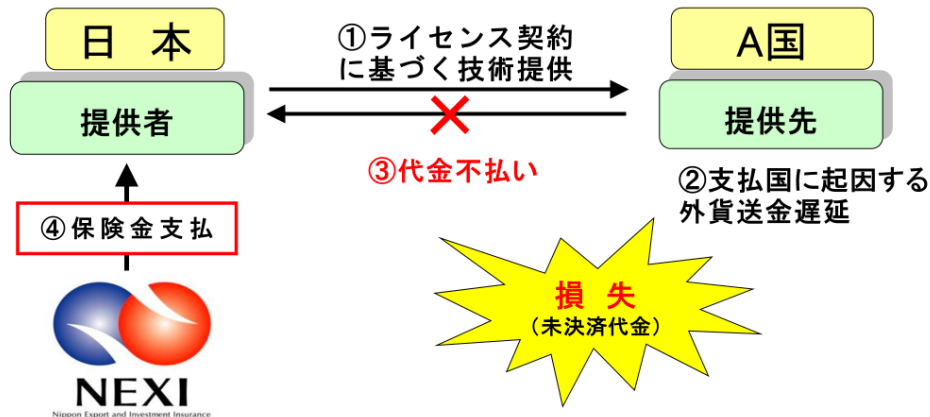 日 本
提供者
①ライセンス契約
に基づく技術提供
③代金不払い
A国
提供先
②支払国に起因する
外貨送金遅延
④保険金支払
損 失
(未決済代金)
NEXI
Nippon Export and Investment Insurance